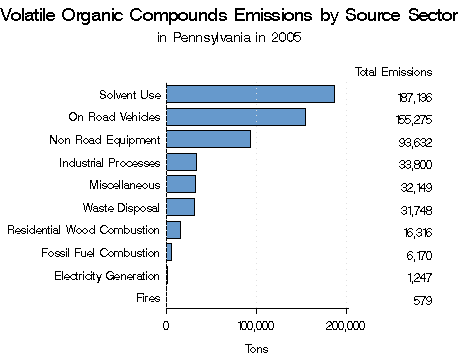 Volatile Organic Compounds Emissions by Source Sector
in Pennsylvania in 2005
Total Emissions
Solvent Use 187,196
On Road Vehicles 155,275
Non Road Equipment 93,632
Industrial Processes 33,800
Miscellaneous 32,149
Waste Disposal 31,748
Residential Wood Combustion 16,316
Fossil Fuel Combustion 6,170
Electricity Generation 1,247
Fires 579
0 100,000 200,000
Tons